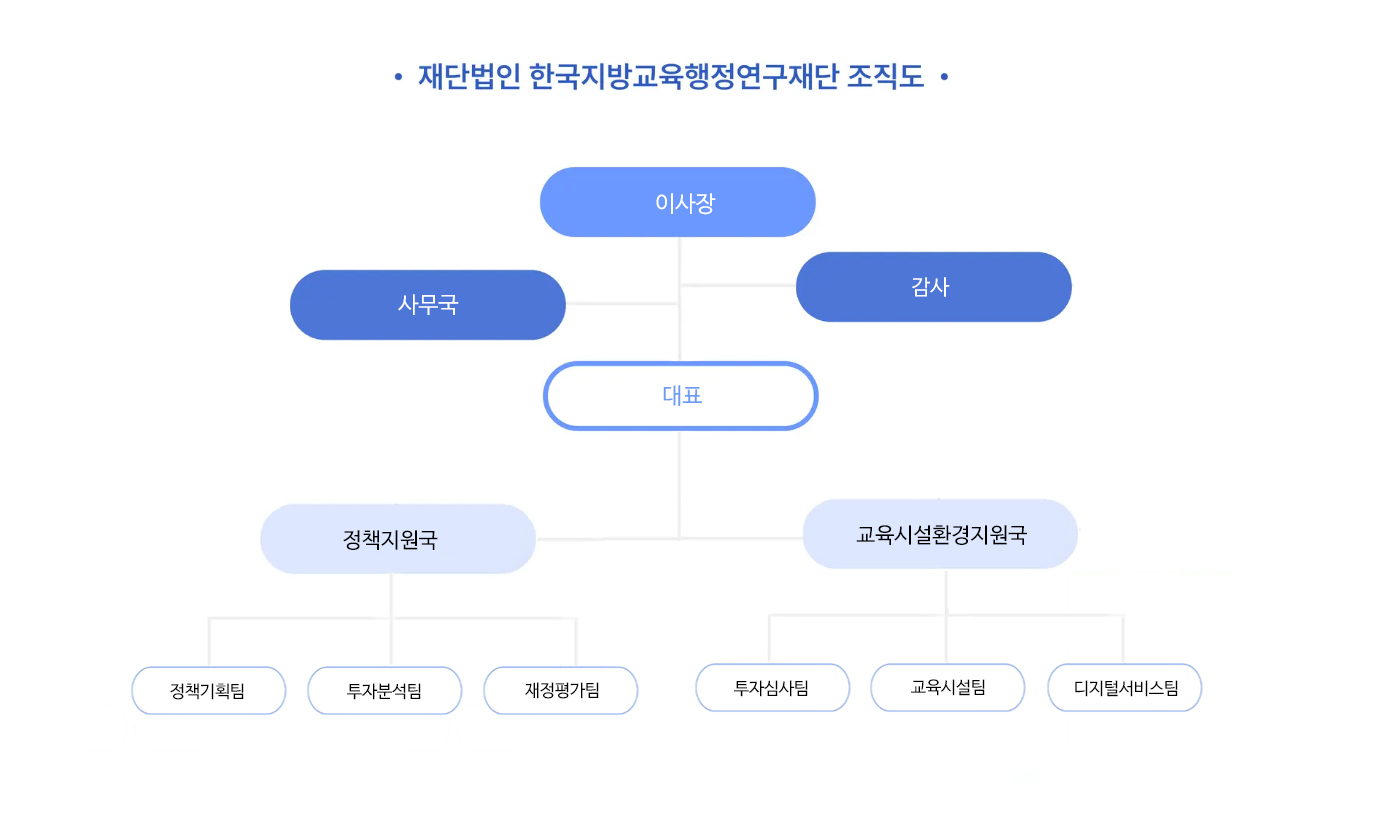 • 재단법인 한국지방교육행정연구재단 조직도 •
이사장
감사
사무국
대표
정책지원국
교육시설환경지원국
정책기획팀
투자분석팀
재정평가팀
투자심사팀
교육시설팀
디지털서비스팀